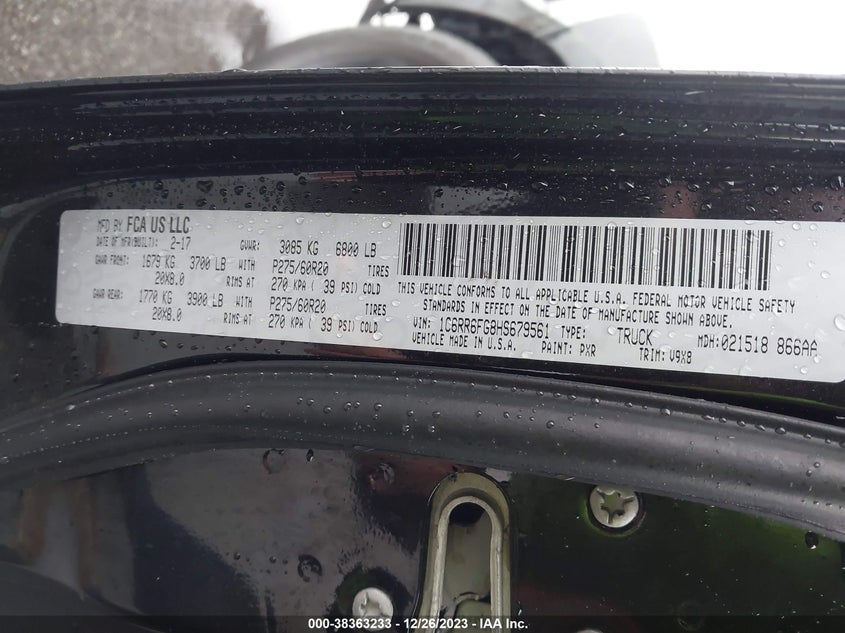 MFD BY FCA US LLC
DATE OF MFR(BUILT): 2-17 GVWR: 3085 KG 6800 LB
GAWR FRONT: 1679 KG 3700 LB WITH P275/60R20 TIRES
20X8.0 RIMS AT 270 KPA ( 39 PSI) COLD
GAWR REAR: 1770 KG 3900 LB WITH P275/60R20 TIRES
20X8.0 RIMS AT 270 KPA ( 39 PSI) COLD
THIS VEHICLE CONFORMS TO ALL APPLICABLE U.S.A. FEDERAL MOTOR VEHICLE SAFETY
STANDARDS IN EFFECT ON THE DATE OF MANUFACTURE SHOWN ABOVE.
VIN: 1C6RR6FG8HS679561 TYPE: TRUCK MDH: 021518 866AA
VEHICLE MADE IN U.S.A. PAINT: PXR TRIM: V9X8
000-38363233 - 12/26/2023 - IAA Inc.